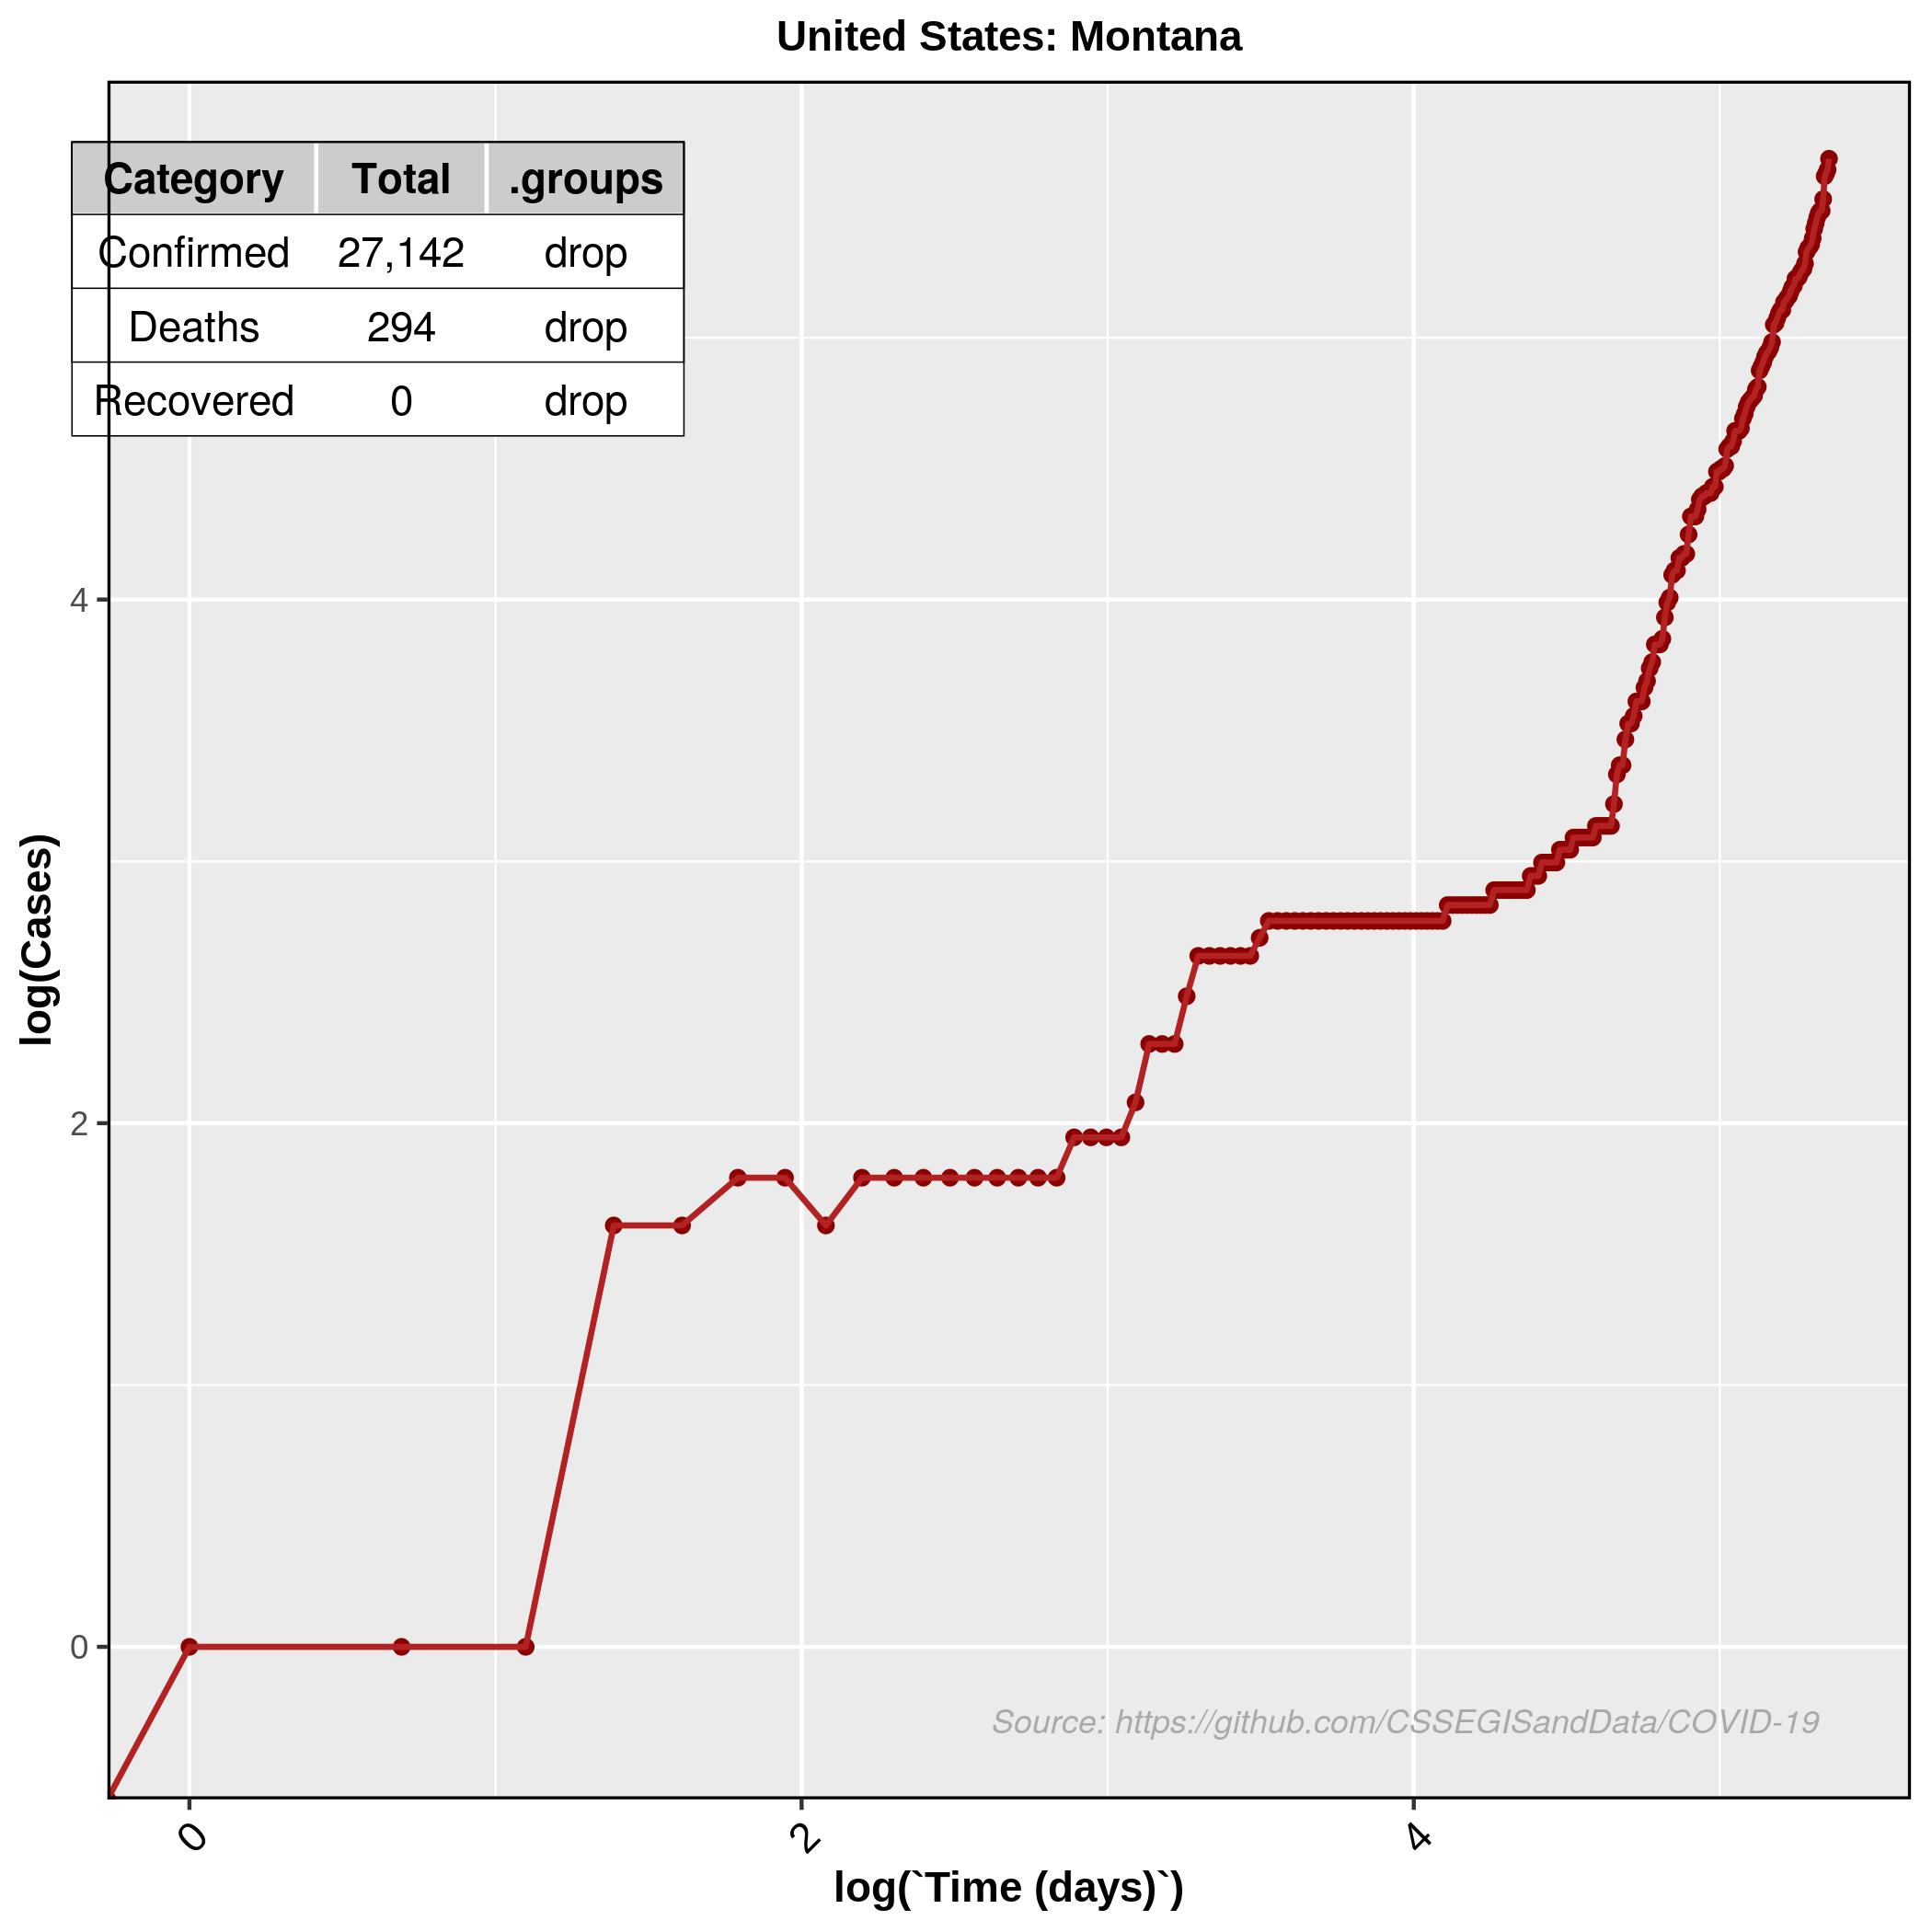 United States: Montana
Category Total .groups
Confirmed 27,142 drop
Deaths 294 drop
Recovered 0 drop
4
2
0
log(Cases)
Source: https://github.com/CSSEGISandData/COVID-19
0 2 4
log(`Time (days)`)